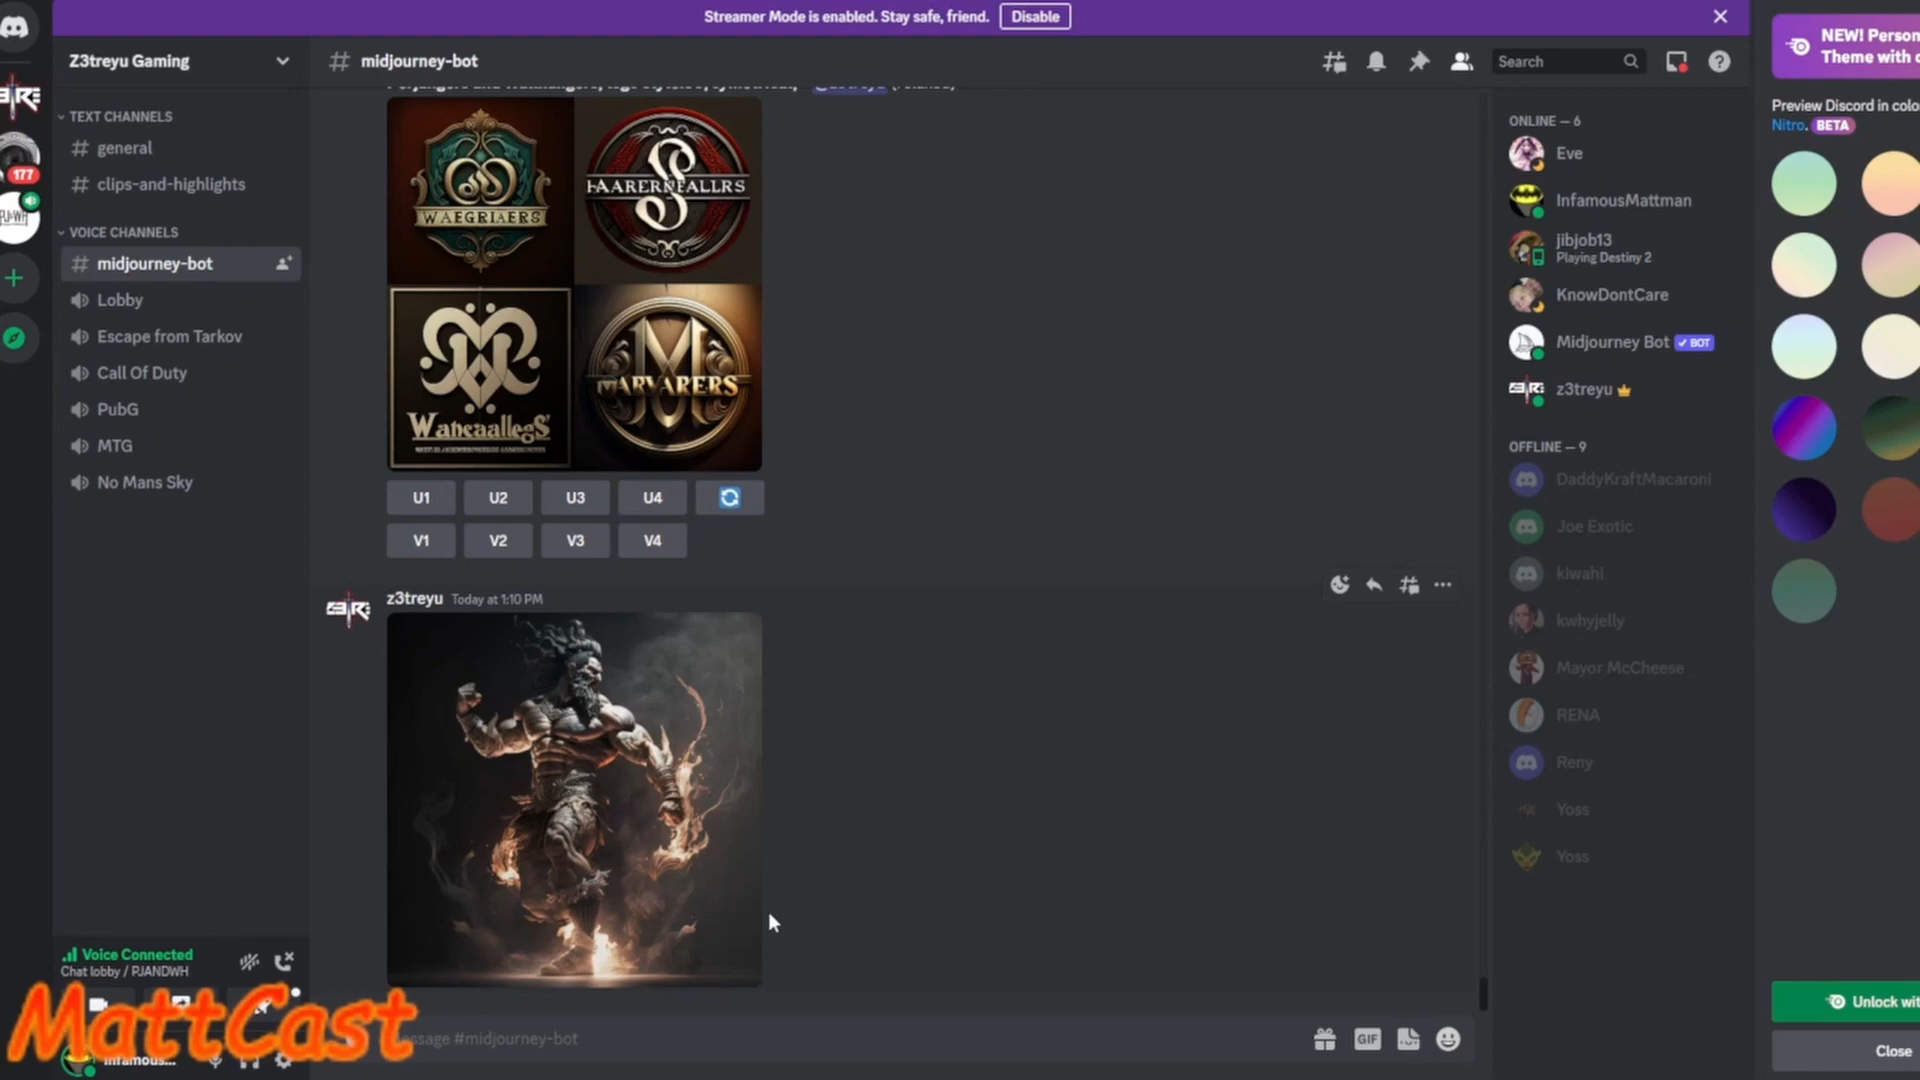 Streamer Mode is enabled. Stay safe, friend.
Disable
NEW! Person
Theme with c
Z3treyu Gaming
midjourney-bot
Search
Preview Discord in colo
Nitro. BETA
TEXT CHANNELS
general
clips-and-highlights
177
VOICE CHANNELS
midjourney-bot
Lobby
Escape from Tarkov
Call Of Duty
PubG
MTG
No Mans Sky
WAEGRIAERS
HAARERNFALLRS
WancaallegS
MARVARERS
U1
U2
U3
U4
V1
V2
V3
V4
z3treyu Today at 1:10 PM
ONLINE — 6
Eve
InfamousMattman
jibjob13
Playing Destiny 2
KnowDontCare
Midjourney Bot BOT
z3treyu
OFFLINE — 9
DaddyKraftMacaroni
Joe Exotic
kiwahi
kwhyjelly
Mayor McCheese
RENA
Reny
Yoss
Yoss
Voice Connected
Chat lobby / PJANDWH
MattCast
Infamous...
#midjourney-bot
GIF
Unlock wit
Close